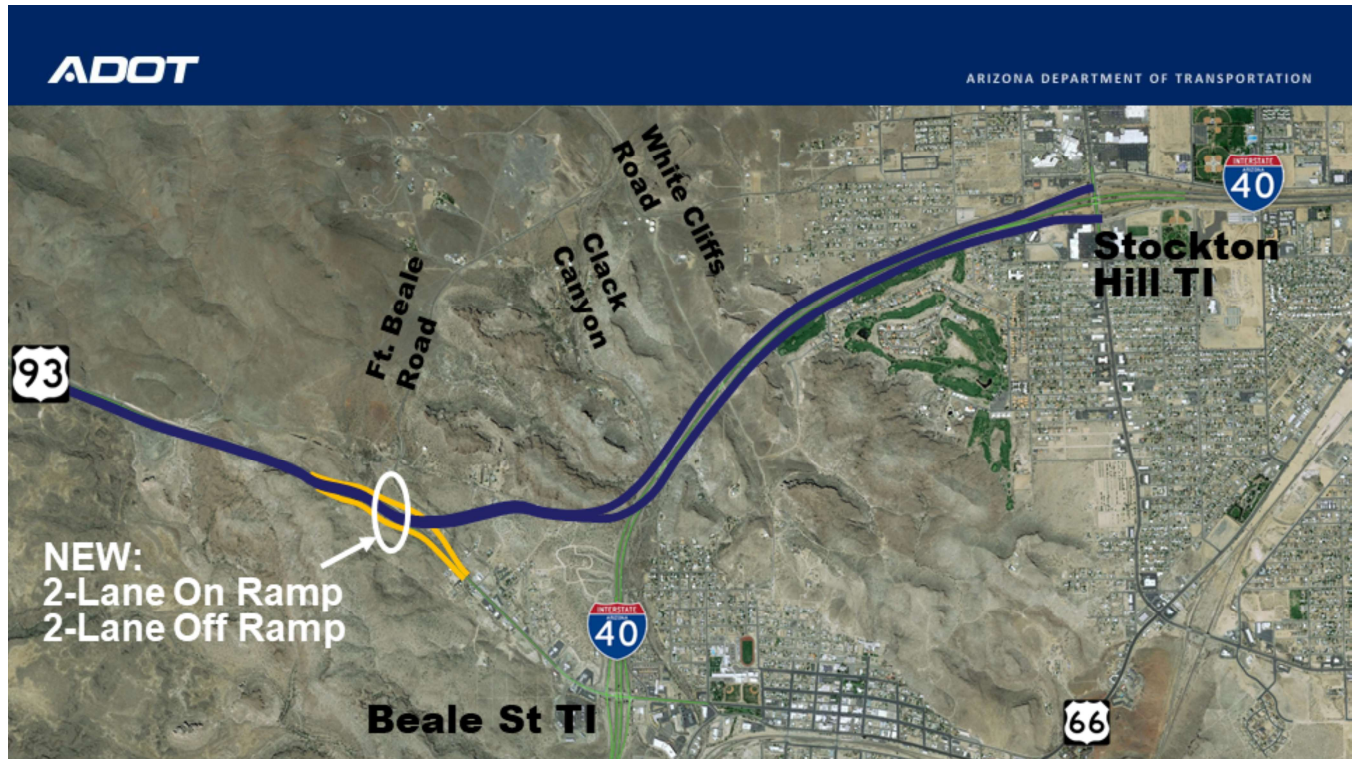 ADOT
ARIZONA DEPARTMENT OF TRANSPORTATION
White Cliffs
Road
INTERSTATE
ARIZONA
40
Clack
Canyon
Stockton
Hill TI
Ft. Beale
Road
93
NEW:
2-Lane On Ramp
2-Lane Off Ramp
INTERSTATE
ARIZONA
40
Beale St TI
66